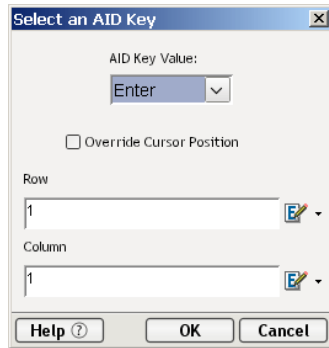 Select an AID Key
AID Key Value:
Enter
Override Cursor Position
Row
1
Column
1
Help ? OK Cancel